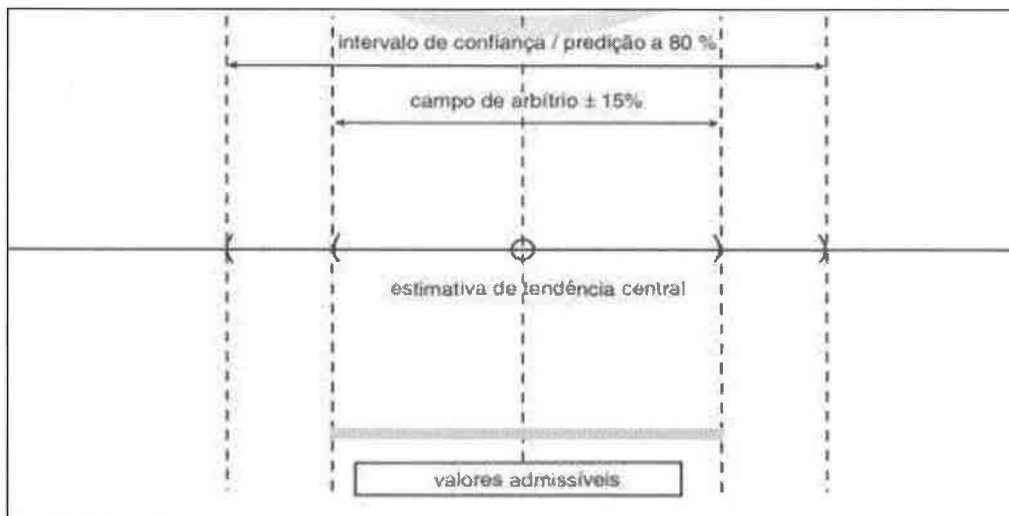 intervalo de confiança / predição a 80 %
campo de arbítrio ± 15%
estimativa de tendência central
valores admissíveis